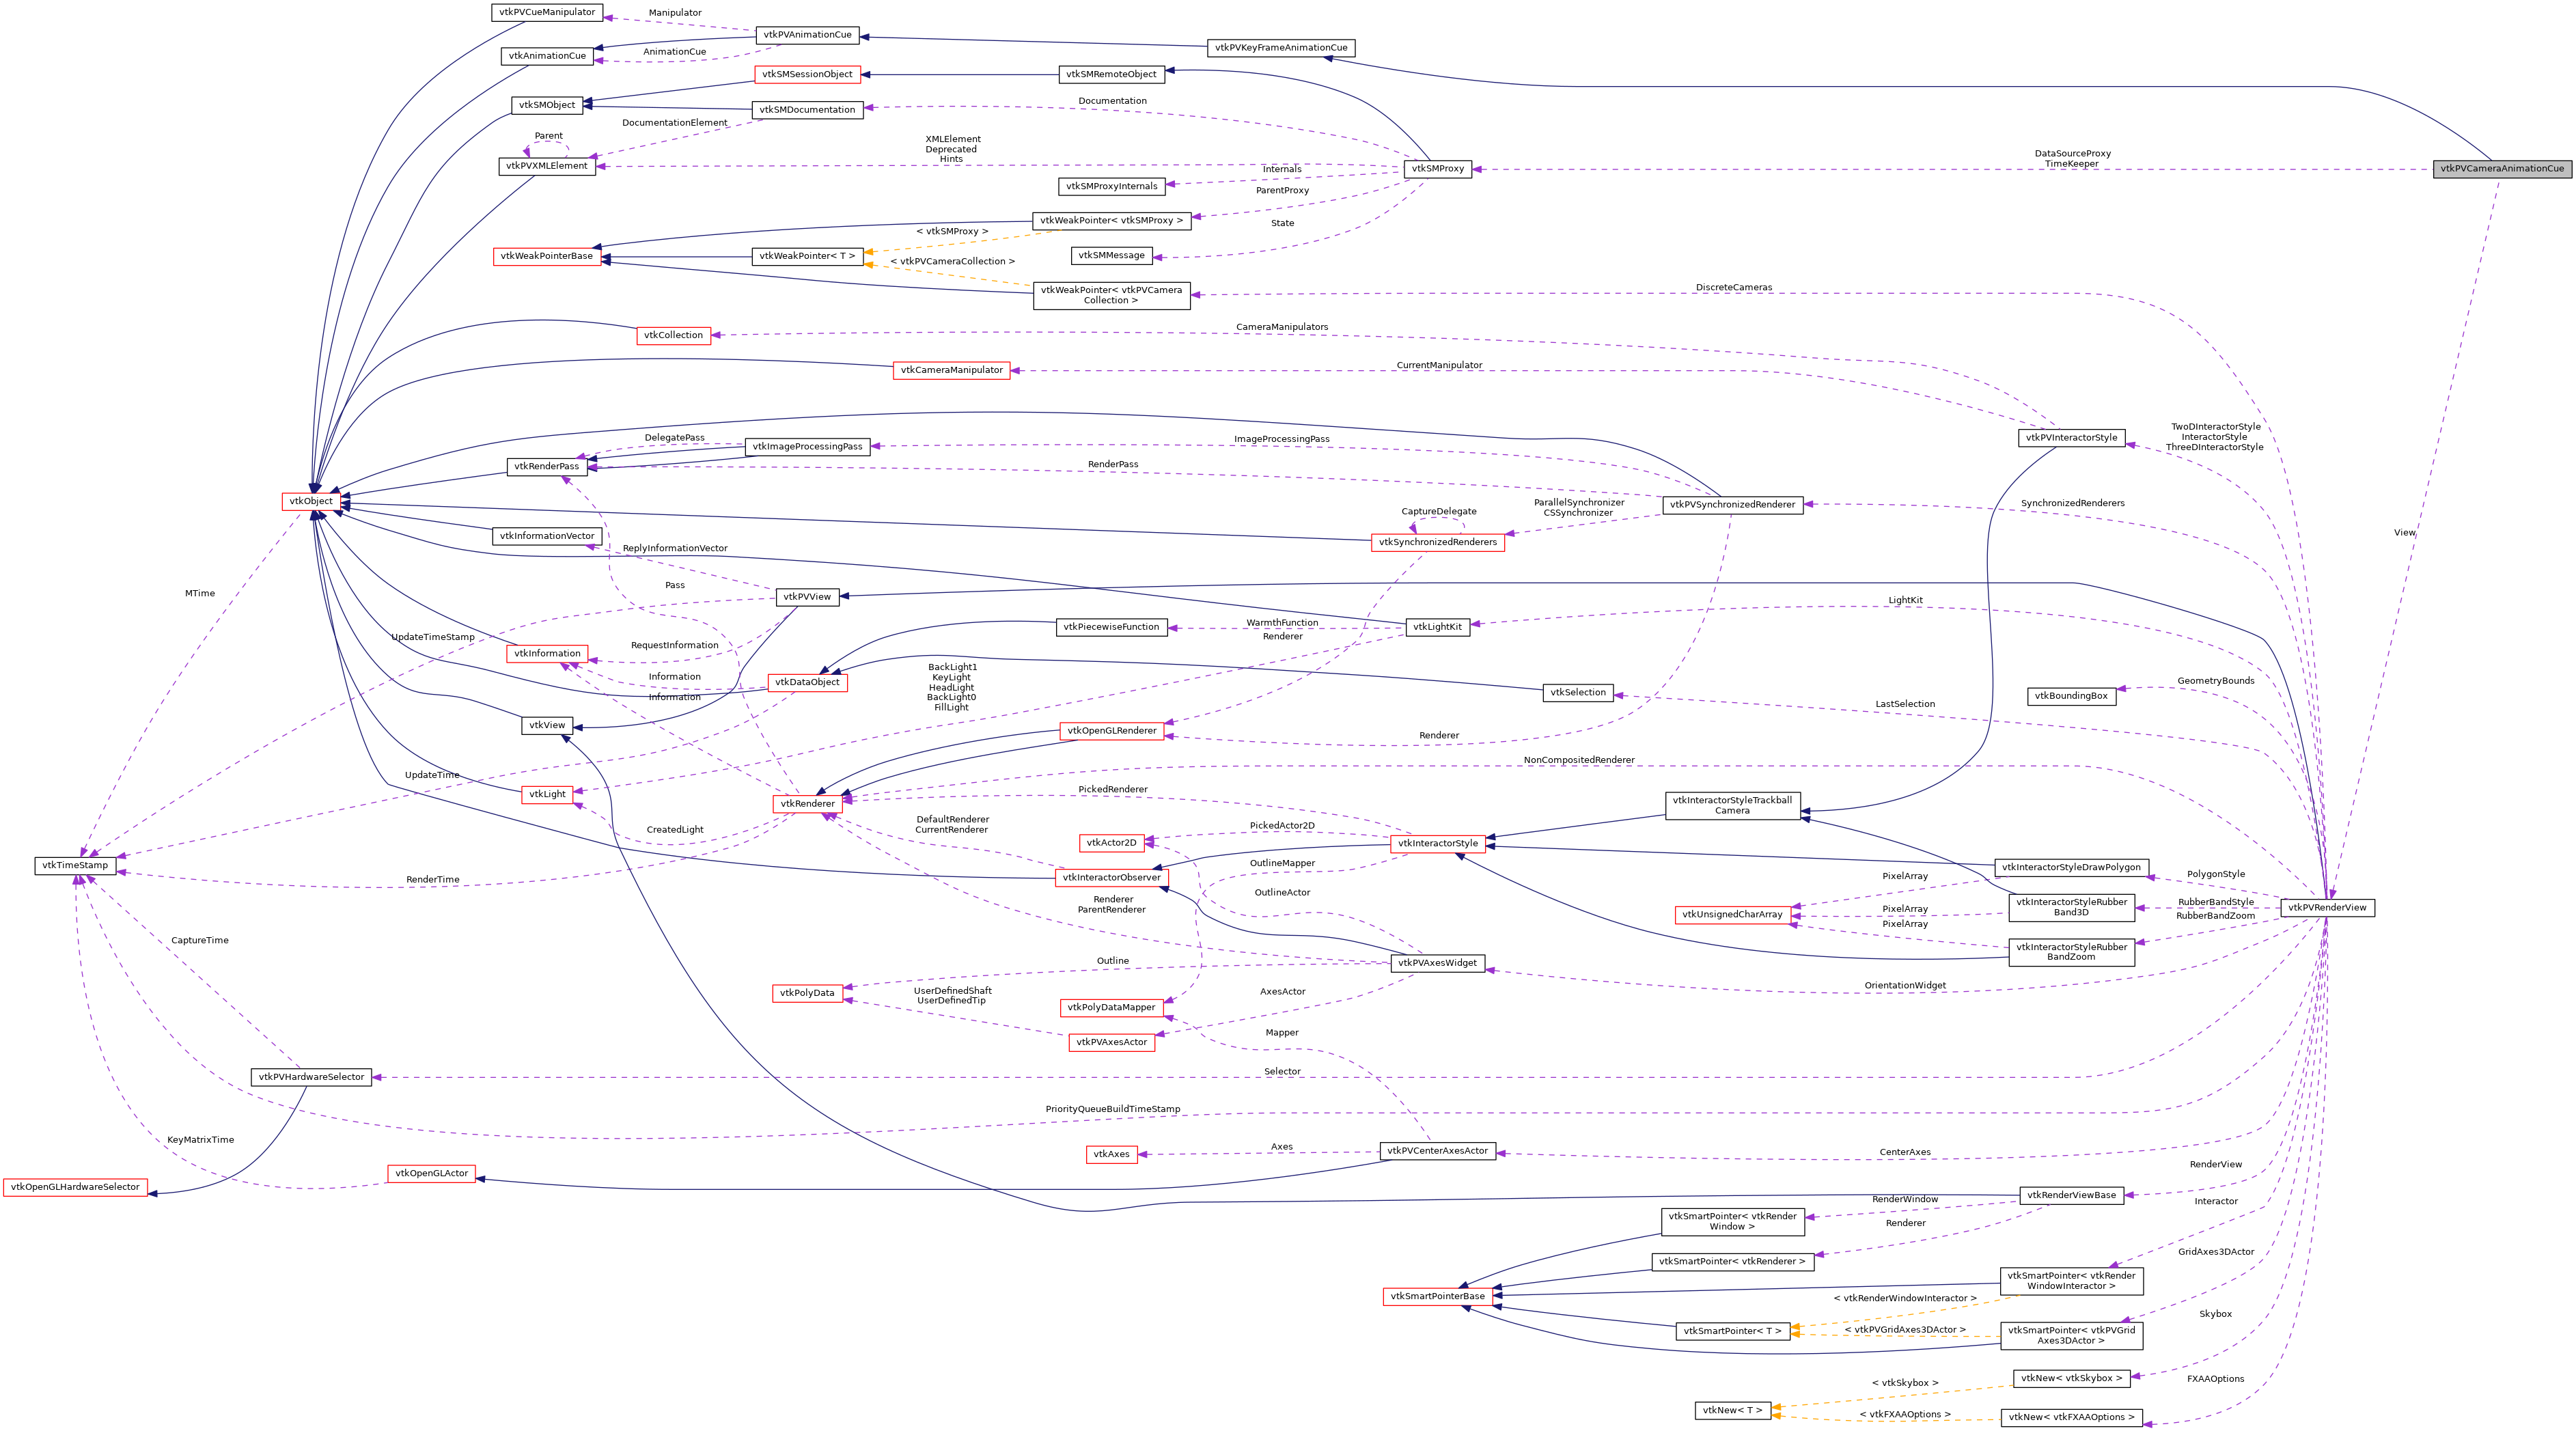 vtkPVCueManipulator
Manipulator
vtkPVAnimationCue
vtkPVKeyFrameAnimationCue
vtkAnimationCue
AnimationCue
vtkSMSessionObject
vtkSMRemoteObject
vtkSMObject
vtkSMDocumentation
Documentation
DocumentationElement
Parent
vtkPVXMLElement
XMLElement
Deprecated
Hints
Internals
vtkSMProxy
DataSourceProxy
TimeKeeper
vtkPVCameraAnimationCue
vtkSMProxyInternals
ParentProxy
vtkWeakPointer< vtkSMProxy >
State
< vtkSMProxy >
vtkWeakPointerBase
vtkWeakPointer< T >
vtkSMMessage
< vtkPVCameraCollection >
vtkWeakPointer< vtkPVCamera
Collection >
DiscreteCameras
vtkCollection
CameraManipulators
vtkCameraManipulator
CurrentManipulator
TwoDInteractorStyle
InteractorStyle
ThreeDInteractorStyle
vtkPVInteractorStyle
DelegatePass
vtkImageProcessingPass
ImageProcessingPass
vtkRenderPass
RenderPass
vtkObject
ParallelSynchronizer
CSSynchronizer
vtkPVSynchronizedRenderer
SynchronizedRenderers
CaptureDelegate
vtkSynchronizedRenderers
View
vtkInformationVector
ReplyInformationVector
Pass
MTime
vtkPVView
LightKit
UpdateTimeStamp
RequestInformation
vtkPiecewiseFunction
WarmthFunction
Renderer
vtkLightKit
vtkInformation
Information
Information
vtkDataObject
BackLight1
KeyLight
HeadLight
BackLight0
FillLight
vtkSelection
LastSelection
GeometryBounds
vtkBoundingBox
vtkView
vtkOpenGLRenderer
Renderer
NonCompositedRenderer
UpdateTime
vtkLight
vtkRenderer
PickedRenderer
vtkInteractorStyleTrackball
Camera
CreatedLight
DefaultRenderer
CurrentRenderer
PickedActor2D
vtkActor2D
vtkInteractorStyle
vtkTimeStamp
RenderTime
OutlineMapper
vtkInteractorObserver
vtkInteractorStyleDrawPolygon
PolygonStyle
PixelArray
OutlineActor
Renderer
ParentRenderer
vtkUnsignedCharArray
PixelArray
PixelArray
vtkInteractorStyleRubber
Band3D
RubberBandStyle
RubberBandZoom
vtkPVRenderView
CaptureTime
vtkInteractorStyleRubber
BandZoom
Outline
vtkPVAxesWidget
OrientationWidget
vtkPolyData
UserDefinedShaft
UserDefinedTip
AxesActor
vtkPolyDataMapper
Mapper
vtkPVAxesActor
vtkPVHardwareSelector
Selector
PriorityQueueBuildTimeStamp
KeyMatrixTime
vtkAxes
Axes
vtkPVCenterAxesActor
CenterAxes
RenderView
vtkOpenGLActor
vtkOpenGLHardwareSelector
vtkRenderViewBase
RenderWindow
Interactor
vtkSmartPointer< vtkRender
Window >
Renderer
vtkSmartPointer< vtkRenderer >
GridAxes3DActor
vtkSmartPointer< vtkRender
WindowInteractor >
vtkSmartPointerBase
< vtkRenderWindowInteractor >
vtkSmartPointer< T >
< vtkPVGridAxes3DActor >
vtkSmartPointer< vtkPVGrid
Axes3DActor >
Skybox
< vtkSkybox >
vtkNew< vtkSkybox >
FXAAOptions
vtkNew< T >
< vtkFXAAOptions >
vtkNew< vtkFXAAOptions >